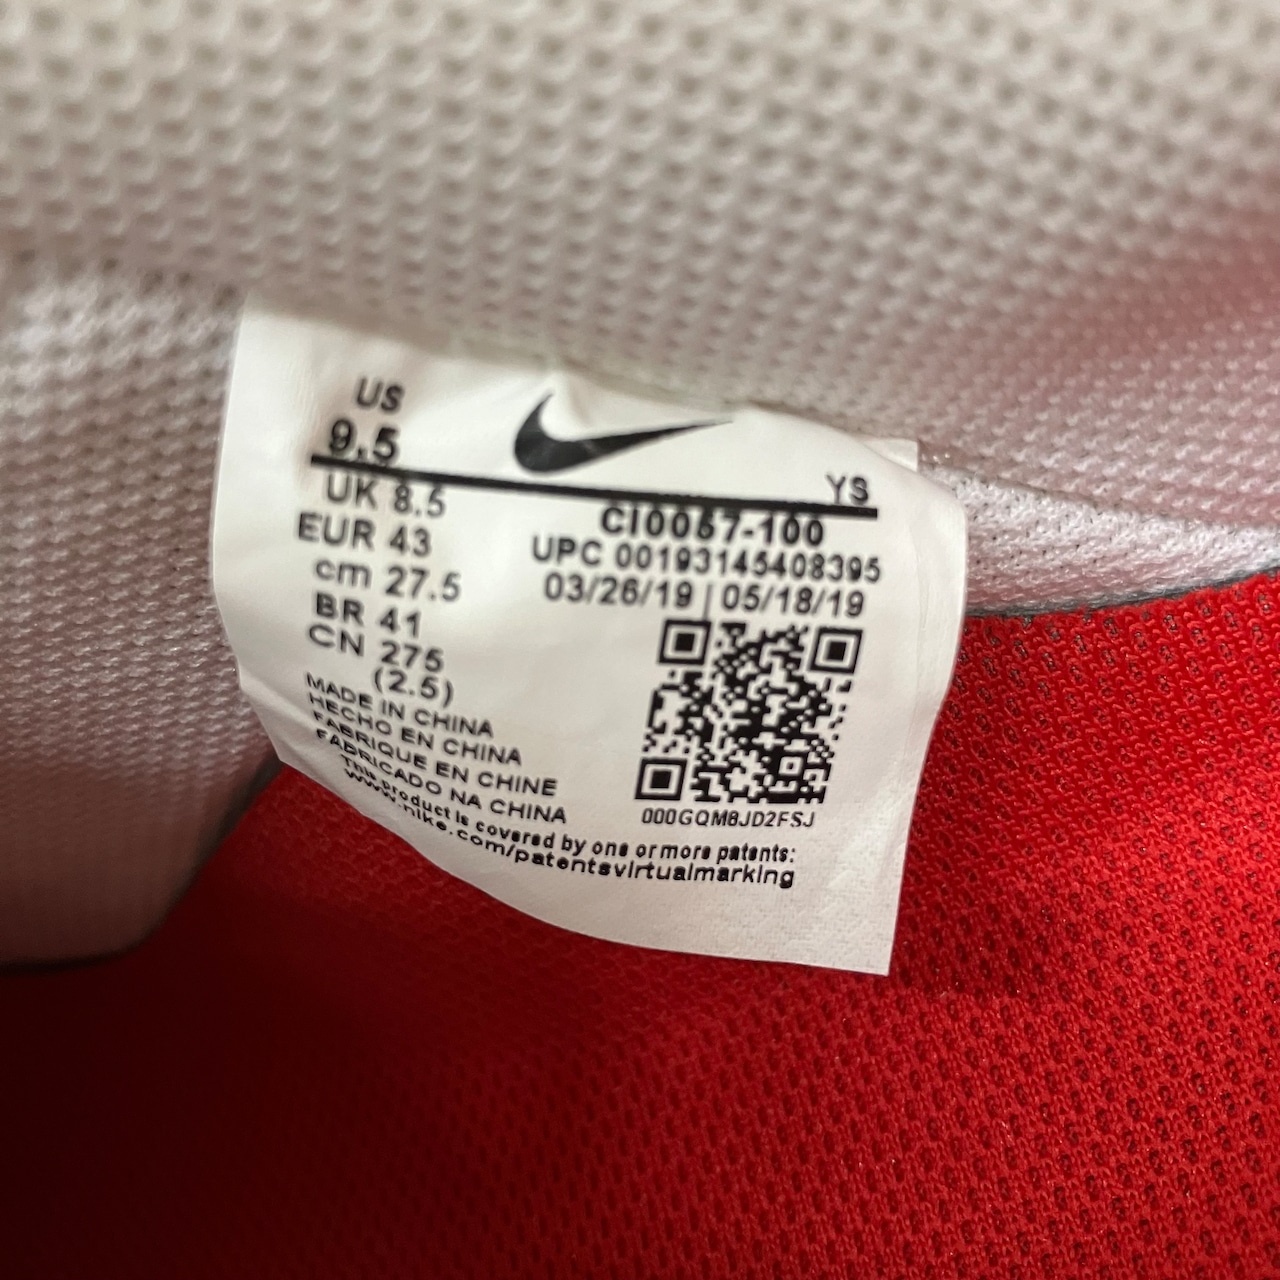 US
9.5
YS
UK 8.5
EUR 43
cm 27.5
BR 41
CN 275
(2.5)
CI0057-100
UPC 00193145408395
03/26/19 | 05/18/19
MADE IN CHINA
HECHO EN CHINA
FABRIQUE EN CHINE
FABRICADO NA CHINA
000GQM8JD2FSJ
This product is covered by one or more patents:
www.nike.com/patentsvirtualmarking